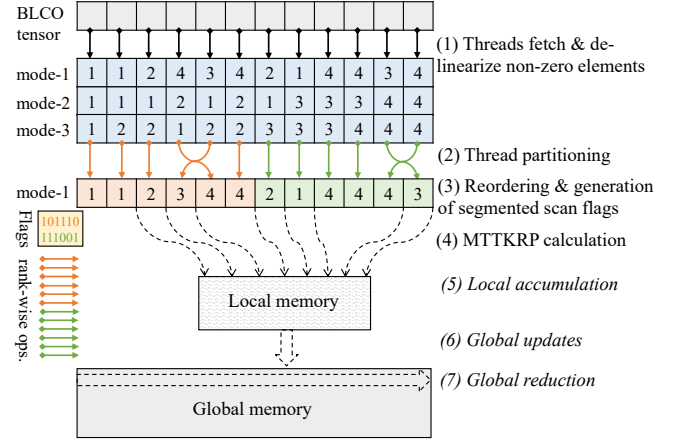 BLCO
tensor
(1) Threads fetch & de-
linearize non-zero elements
mode-1 1 1 2 4 3 4 2 1 4 4 3 4
mode-2 1 1 1 2 1 2 1 3 3 3 4 4
mode-3 1 2 2 1 2 2 3 3 3 4 4 4
(2) Thread partitioning
mode-1 1 1 2 3 4 4 2 1 4 4 4 3
(3) Reordering & generation
of segmented scan flags
Flags
101110
111001
(4) MTTKRP calculation
rank-wise ops.
(5) Local accumulation
Local memory
(6) Global updates
(7) Global reduction
Global memory